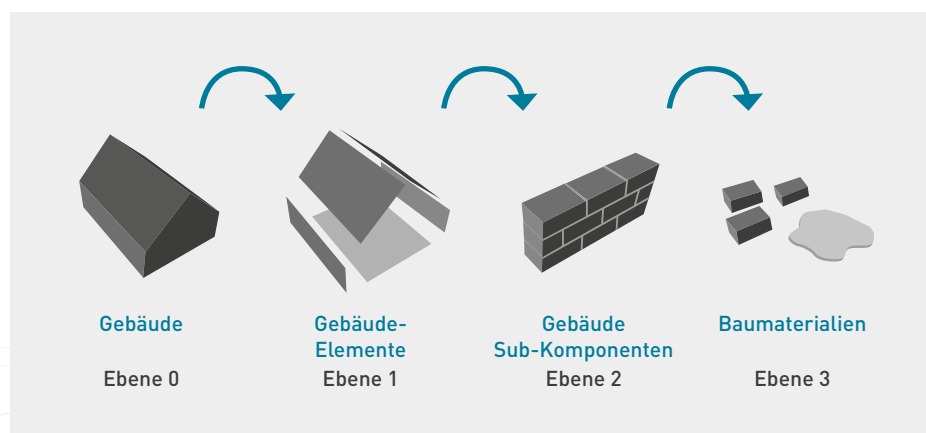 Gebäude
Ebene 0
Gebäude-
Elemente
Ebene 1
Gebäude
Sub-Komponenten
Ebene 2
Baumaterialien
Ebene 3